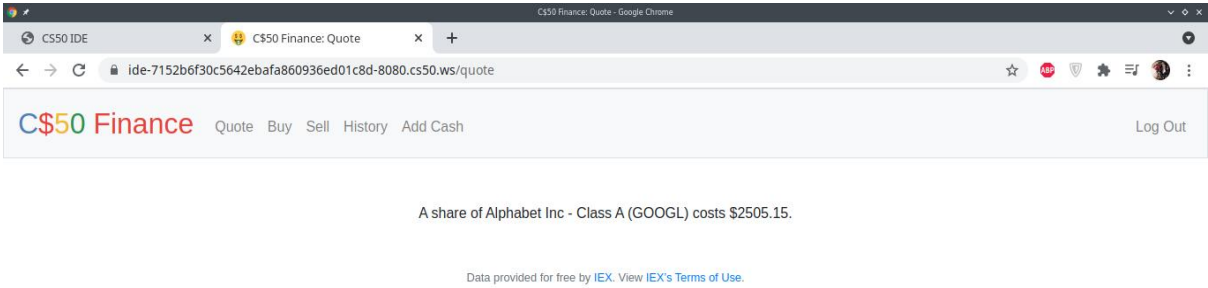 C$50 Finance: Quote - Google Chrome
CS50 IDE
C$50 Finance: Quote
ide-7152b6f30c5642ebafa860936ed01c8d-8080.cs50.ws/quote
ABP
C$50 Finance Quote Buy Sell History Add Cash Log Out
A share of Alphabet Inc - Class A (GOOGL) costs $2505.15.
Data provided for free by IEX. View IEX's Terms of Use.